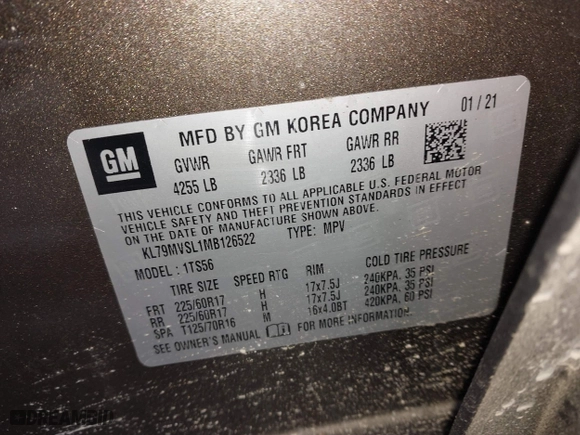 MFD BY GM KOREA COMPANY 01/21
GM
GVWR GAWR FRT GAWR RR
4255 LB 2336 LB 2336 LB
THIS VEHICLE CONFORMS TO ALL APPLICABLE U.S. FEDERAL MOTOR
VEHICLE SAFETY AND THEFT PREVENTION STANDARDS IN EFFECT
ON THE DATE OF MANUFACTURE SHOWN ABOVE.
KL79MVSL1MB126522 TYPE: MPV
MODEL: 1TS56
TIRE SIZE SPEED RTG RIM COLD TIRE PRESSURE
FRT 225/60R17 H 17x7.5J 240KPA, 35 PSI
RR 225/60R17 H 17x7.5J 240KPA, 35 PSI
SPA T125/70R16 M 16x4.0BT 420KPA, 60 PSI
SEE OWNER'S MANUAL FOR MORE INFORMATION.